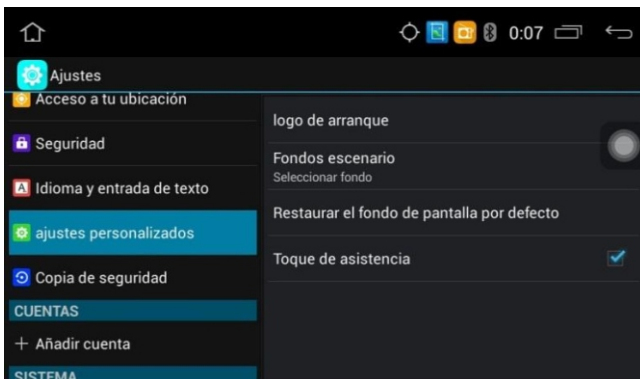 0:07
Ajustes
Acceso a tu ubicación
Seguridad
Idioma y entrada de texto
ajustes personalizados
Copia de seguridad
CUENTAS
+ Añadir cuenta
SISTEMA
logo de arranque
Fondos escenario
Seleccionar fondo
Restaurar el fondo de pantalla por defecto
Toque de asistencia